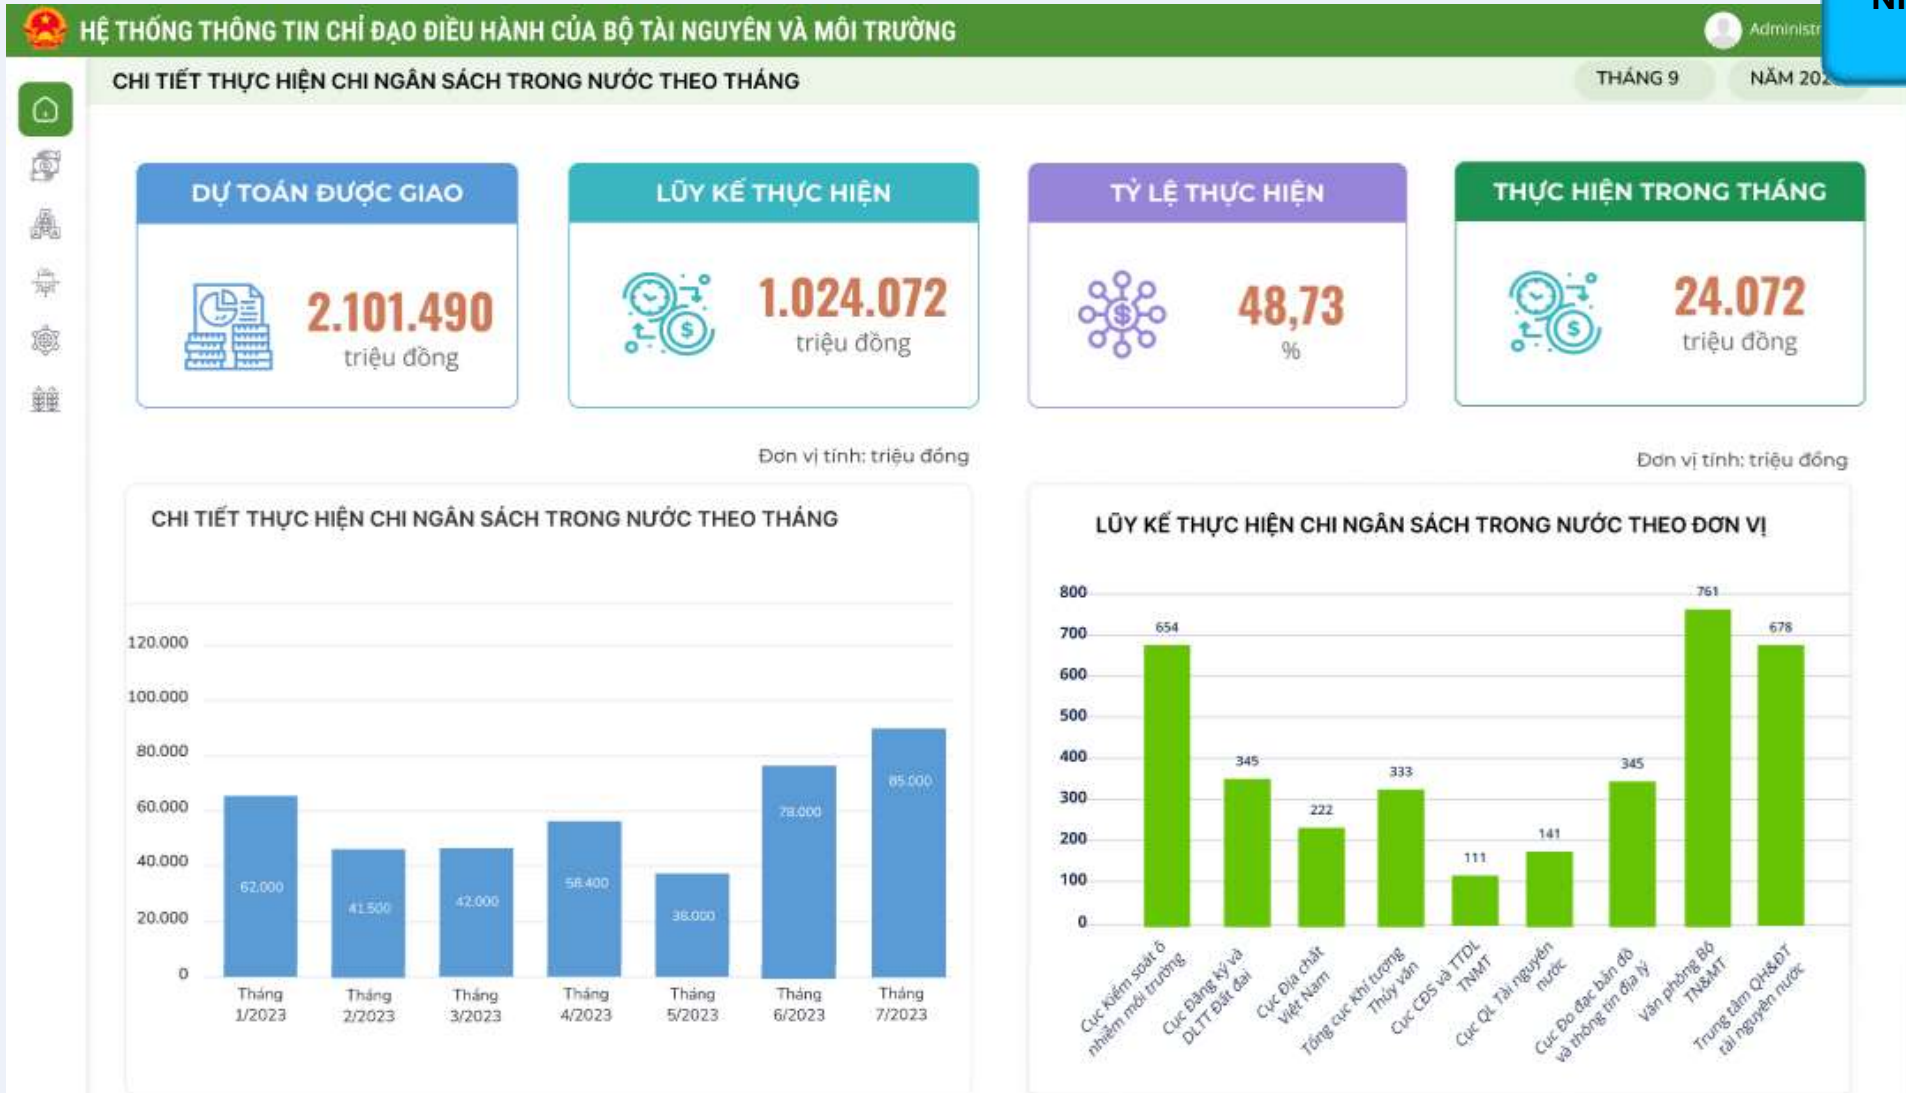 HỆ THỐNG THÔNG TIN CHỈ ĐẠO ĐIỀU HÀNH CỦA BỘ TÀI NGUYÊN VÀ MÔI TRƯỜNG
CHI TIẾT THỰC HIỆN CHI NGÂN SÁCH TRONG NƯỚC THEO THÁNG
THÁNG 9
NĂM
DỰ TOÁN ĐƯỢC GIAO
2.101.490
triệu đồng
LŨY KẾ THỰC HIỆN
1.024.072
triệu đồng
TỶ LỆ THỰC HIỆN
48,73
%
THỰC HIỆN TRONG THÁNG
24.072
triệu đồng
Đơn vị tính: triệu đồng
CHI TIẾT THỰC HIỆN CHI NGÂN SÁCH TRONG NƯỚC THEO THÁNG
120.000
100.000
80.000
60.000
40.000
20.000
0
62.000
41.500
42.000
58.400
38.000
78.000
85.000
Tháng
1/2023
Tháng
2/2023
Tháng
3/2023
Tháng
4/2023
Tháng
5/2023
Tháng
6/2023
Tháng
7/2023
Đơn vị tính: triệu đồng
LŨY KẾ THỰC HIỆN CHI NGÂN SÁCH TRONG NƯỚC THEO ĐƠN VỊ
800
700
600
500
400
300
200
100
0
654
345
222
333
111
141
345
761
678
Cục Kiểm soát ô
nhiễm môi trường
Cục Đăng ký và
DLTT Đất đai
Cục Địa chất
Việt Nam
Tổng cục Khí tượng
Thủy văn
Cục CĐS và TTDL
TNMT
Cục QL Tài nguyên
nước
Cục Đo đạc bản đồ
và thông tin địa lý
Văn phòng Bộ
TN&MT
Trung tâm QH&ĐT
tài nguyên nước